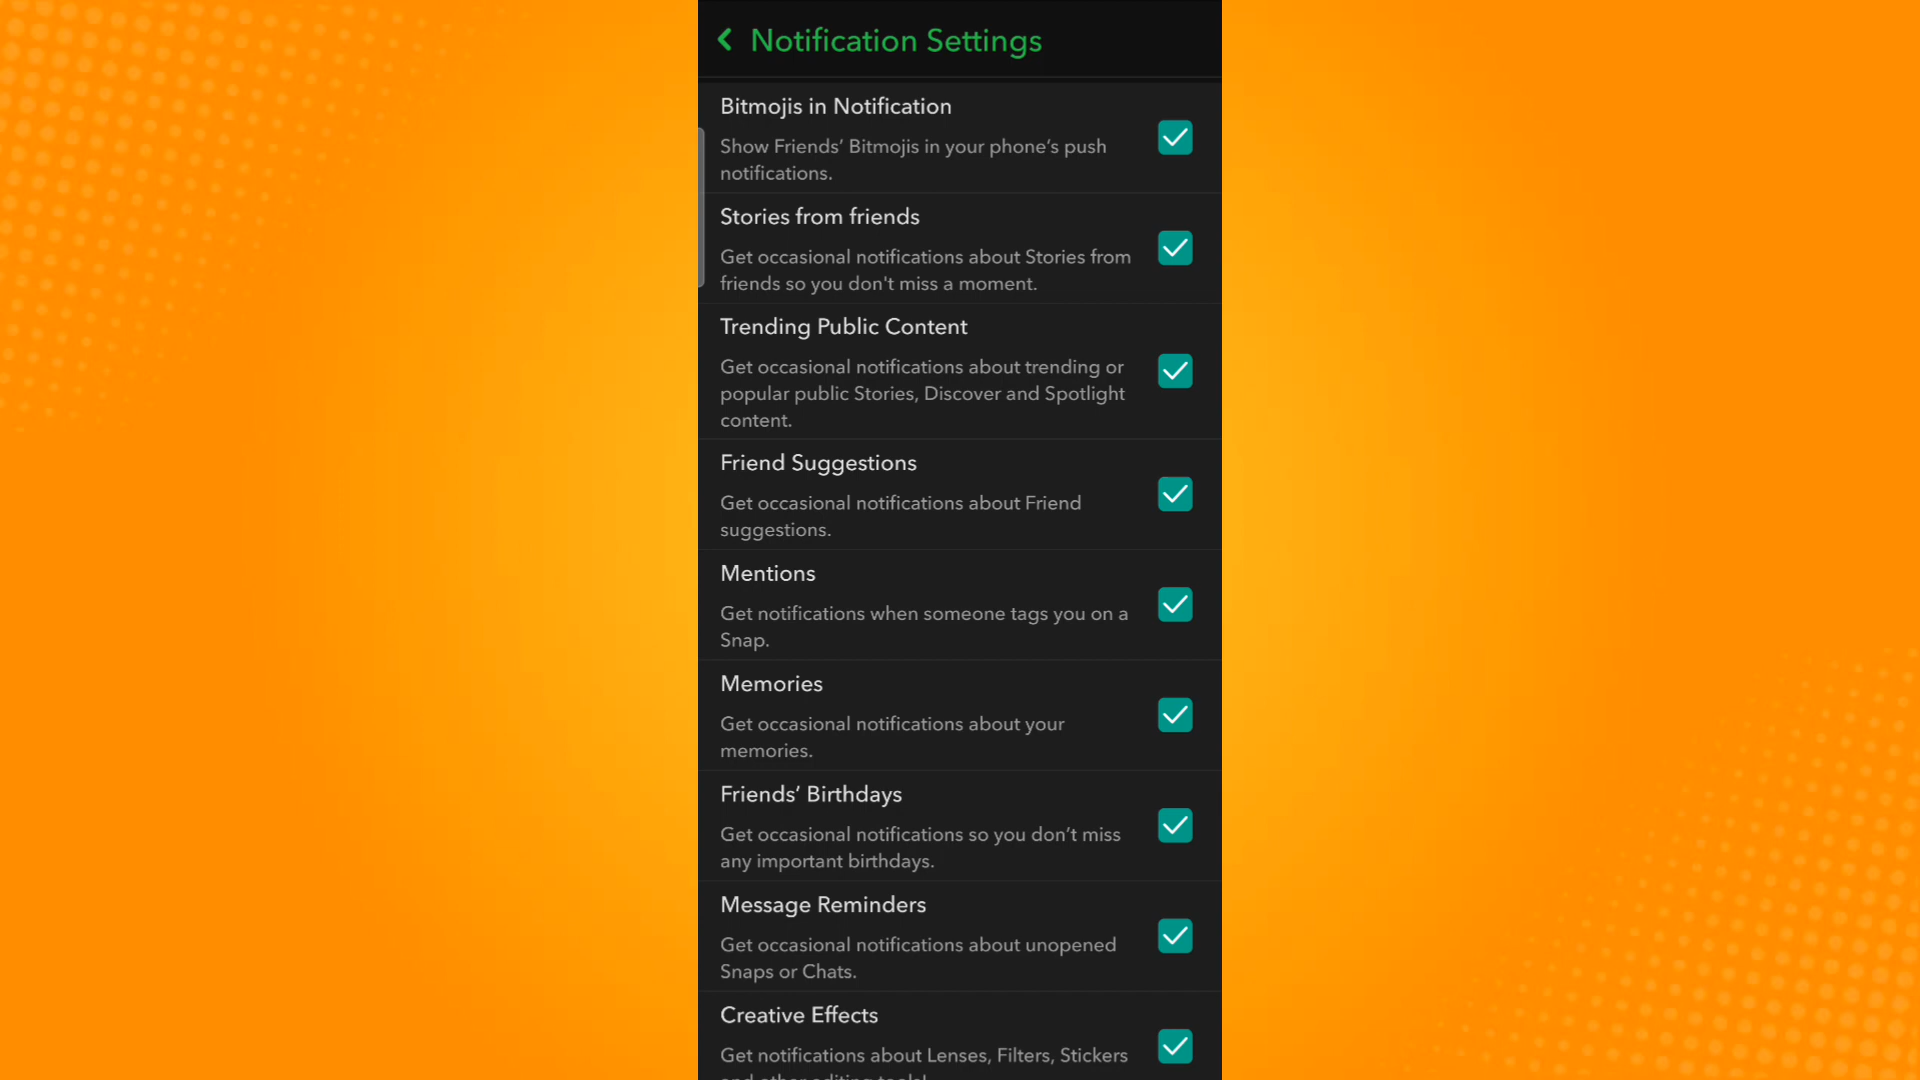 Notification Settings
Bitmojis in Notification
Show Friends’ Bitmojis in your phone’s push
notifications.
Stories from friends
Get occasional notifications about Stories from
friends so you don't miss a moment.
Trending Public Content
Get occasional notifications about trending or
popular public Stories, Discover and Spotlight
content.
Friend Suggestions
Get occasional notifications about Friend
suggestions.
Mentions
Get notifications when someone tags you on a
Snap.
Memories
Get occasional notifications about your
memories.
Friends’ Birthdays
Get occasional notifications so you don’t miss
any important birthdays.
Message Reminders
Get occasional notifications about unopened
Snaps or Chats.
Creative Effects
Get notifications about Lenses, Filters, Stickers
and other editing tools!